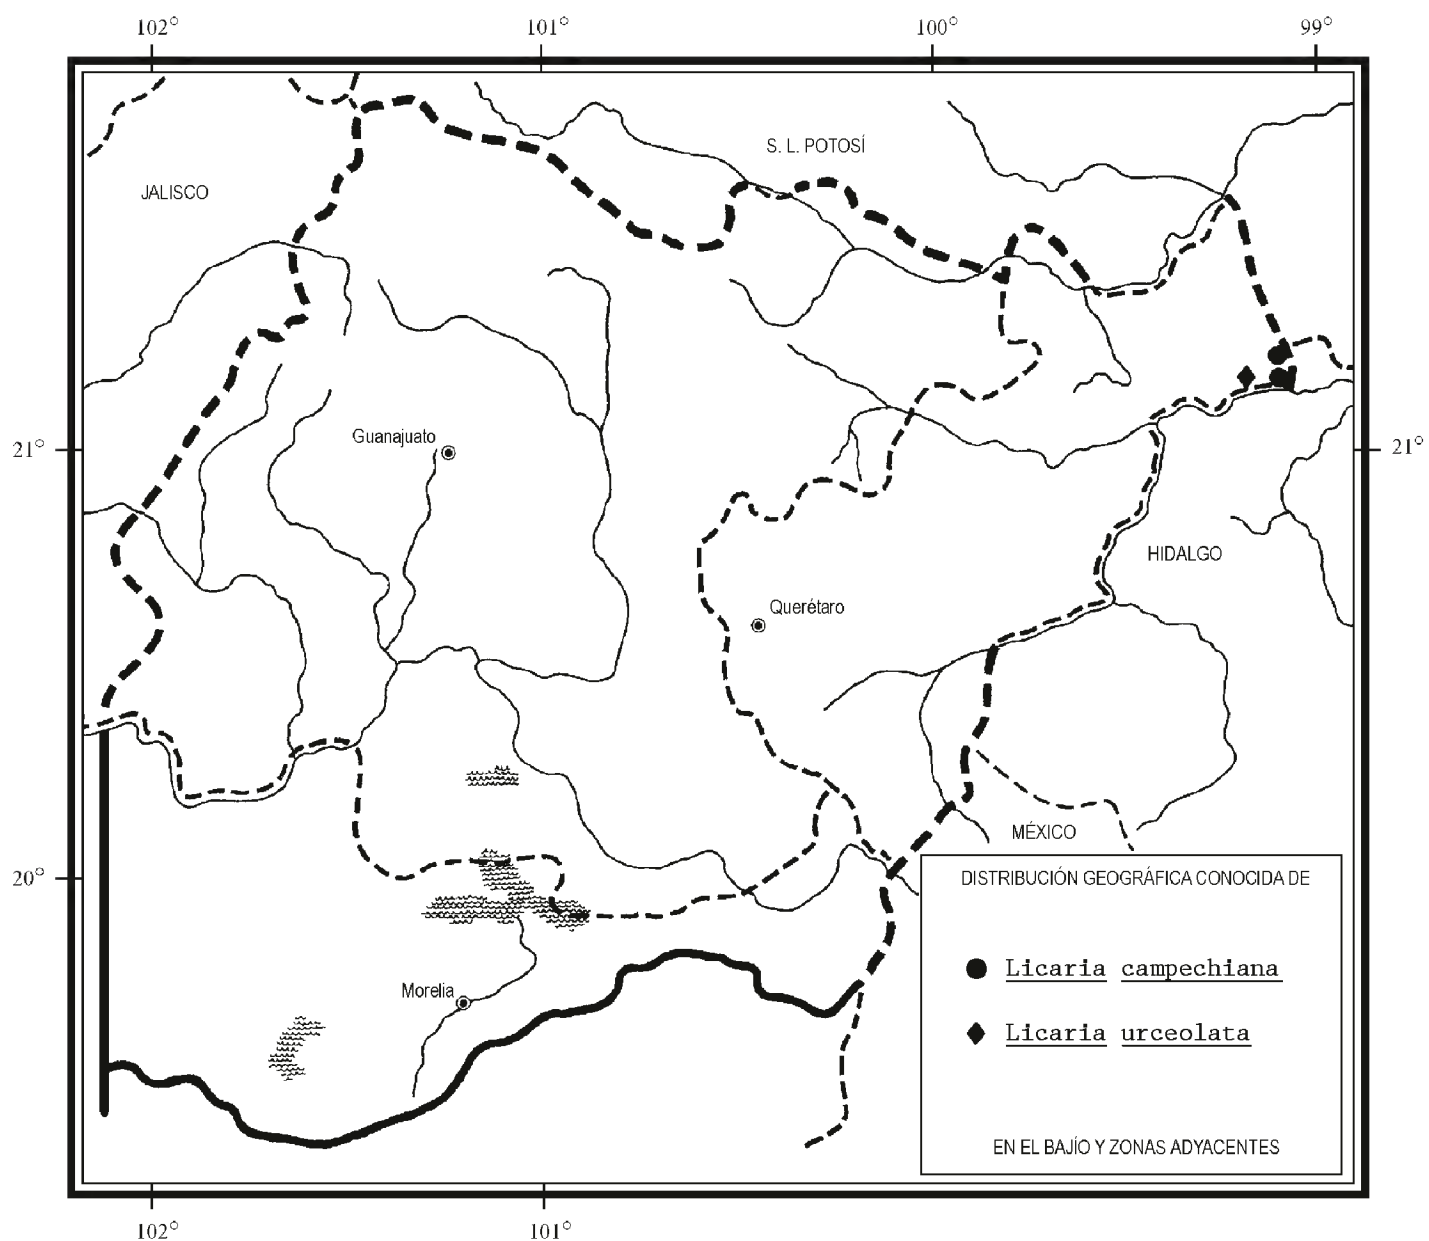 102° 101° 100° 99°
S. L. POTOSÍ
JALISCO
Guanajuato
21° 21°
HIDALGO
Querétaro
MÉXICO
20°
DISTRIBUCIÓN GEOGRÁFICA CONOCIDA DE
Licaria campechiana
Morelia
Licaria urceolata
EN EL BAJÍO Y ZONAS ADYACENTES
102° 101°